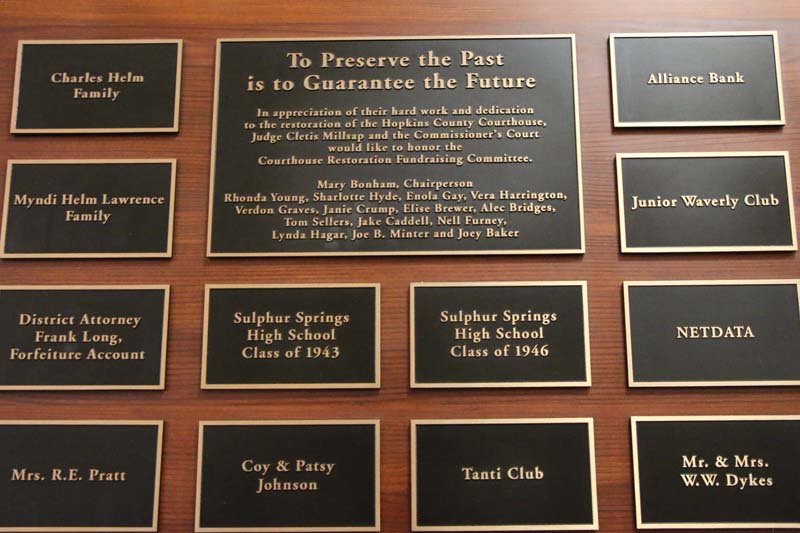 Charles Helm
Family
To Preserve the Past
is to Guarantee the Future
In appreciation of their hard work and dedication
to the restoration of the Hopkins County Courthouse,
Judge Cletis Millsap and the Commissioner's Court
would like to honor the
Courthouse Restoration Fundraising Committee.
Mary Bonham, Chairperson
Rhonda Young, Sharlotte Hyde, Enola Gay, Vera Harrington,
Verdon Graves, Janie Crump, Elise Brewer, Alec Bridges,
Tom Sellers, Jake Caddell, Nell Furney,
Lynda Hagar, Joe B. Minter and Joey Baker
Alliance Bank
Myndi Helm Lawrence
Family
Junior Waverly Club
District Attorney
Frank Long,
Forfeiture Account
Sulphur Springs
High School
Class of 1943
Sulphur Springs
High School
Class of 1946
NETDATA
Mrs. R.E. Pratt
Coy & Patsy
Johnson
Tanti Club
Mr. & Mrs.
W.W. Dykes